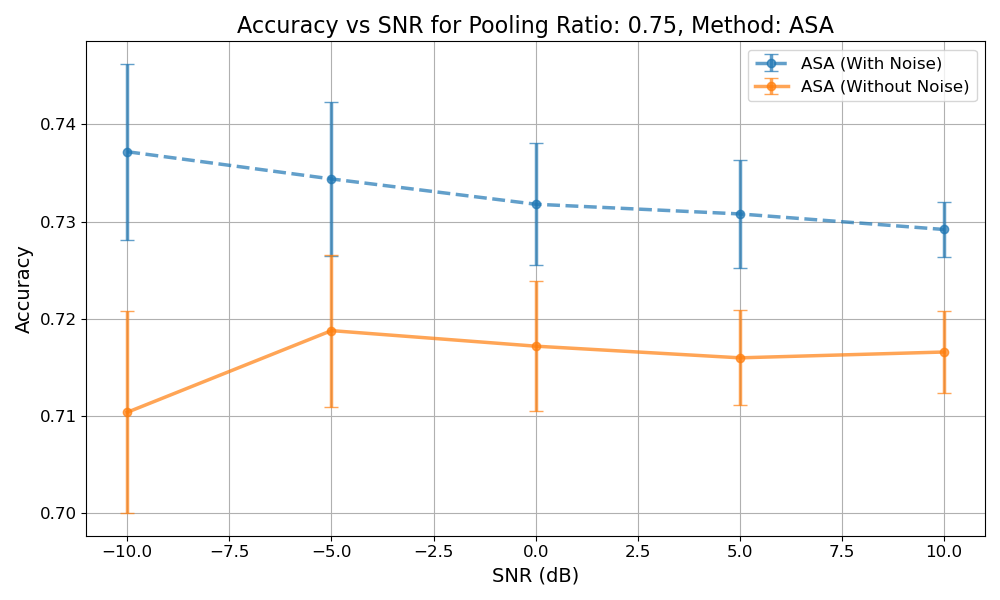 Accuracy vs SNR for Pooling Ratio: 0.75, Method: ASA
ASA (With Noise)
ASA (Without Noise)
Accuracy
0.74
0.73
0.72
0.71
0.70
−10.0 −7.5 −5.0 −2.5 0.0 2.5 5.0 7.5 10.0
SNR (dB)